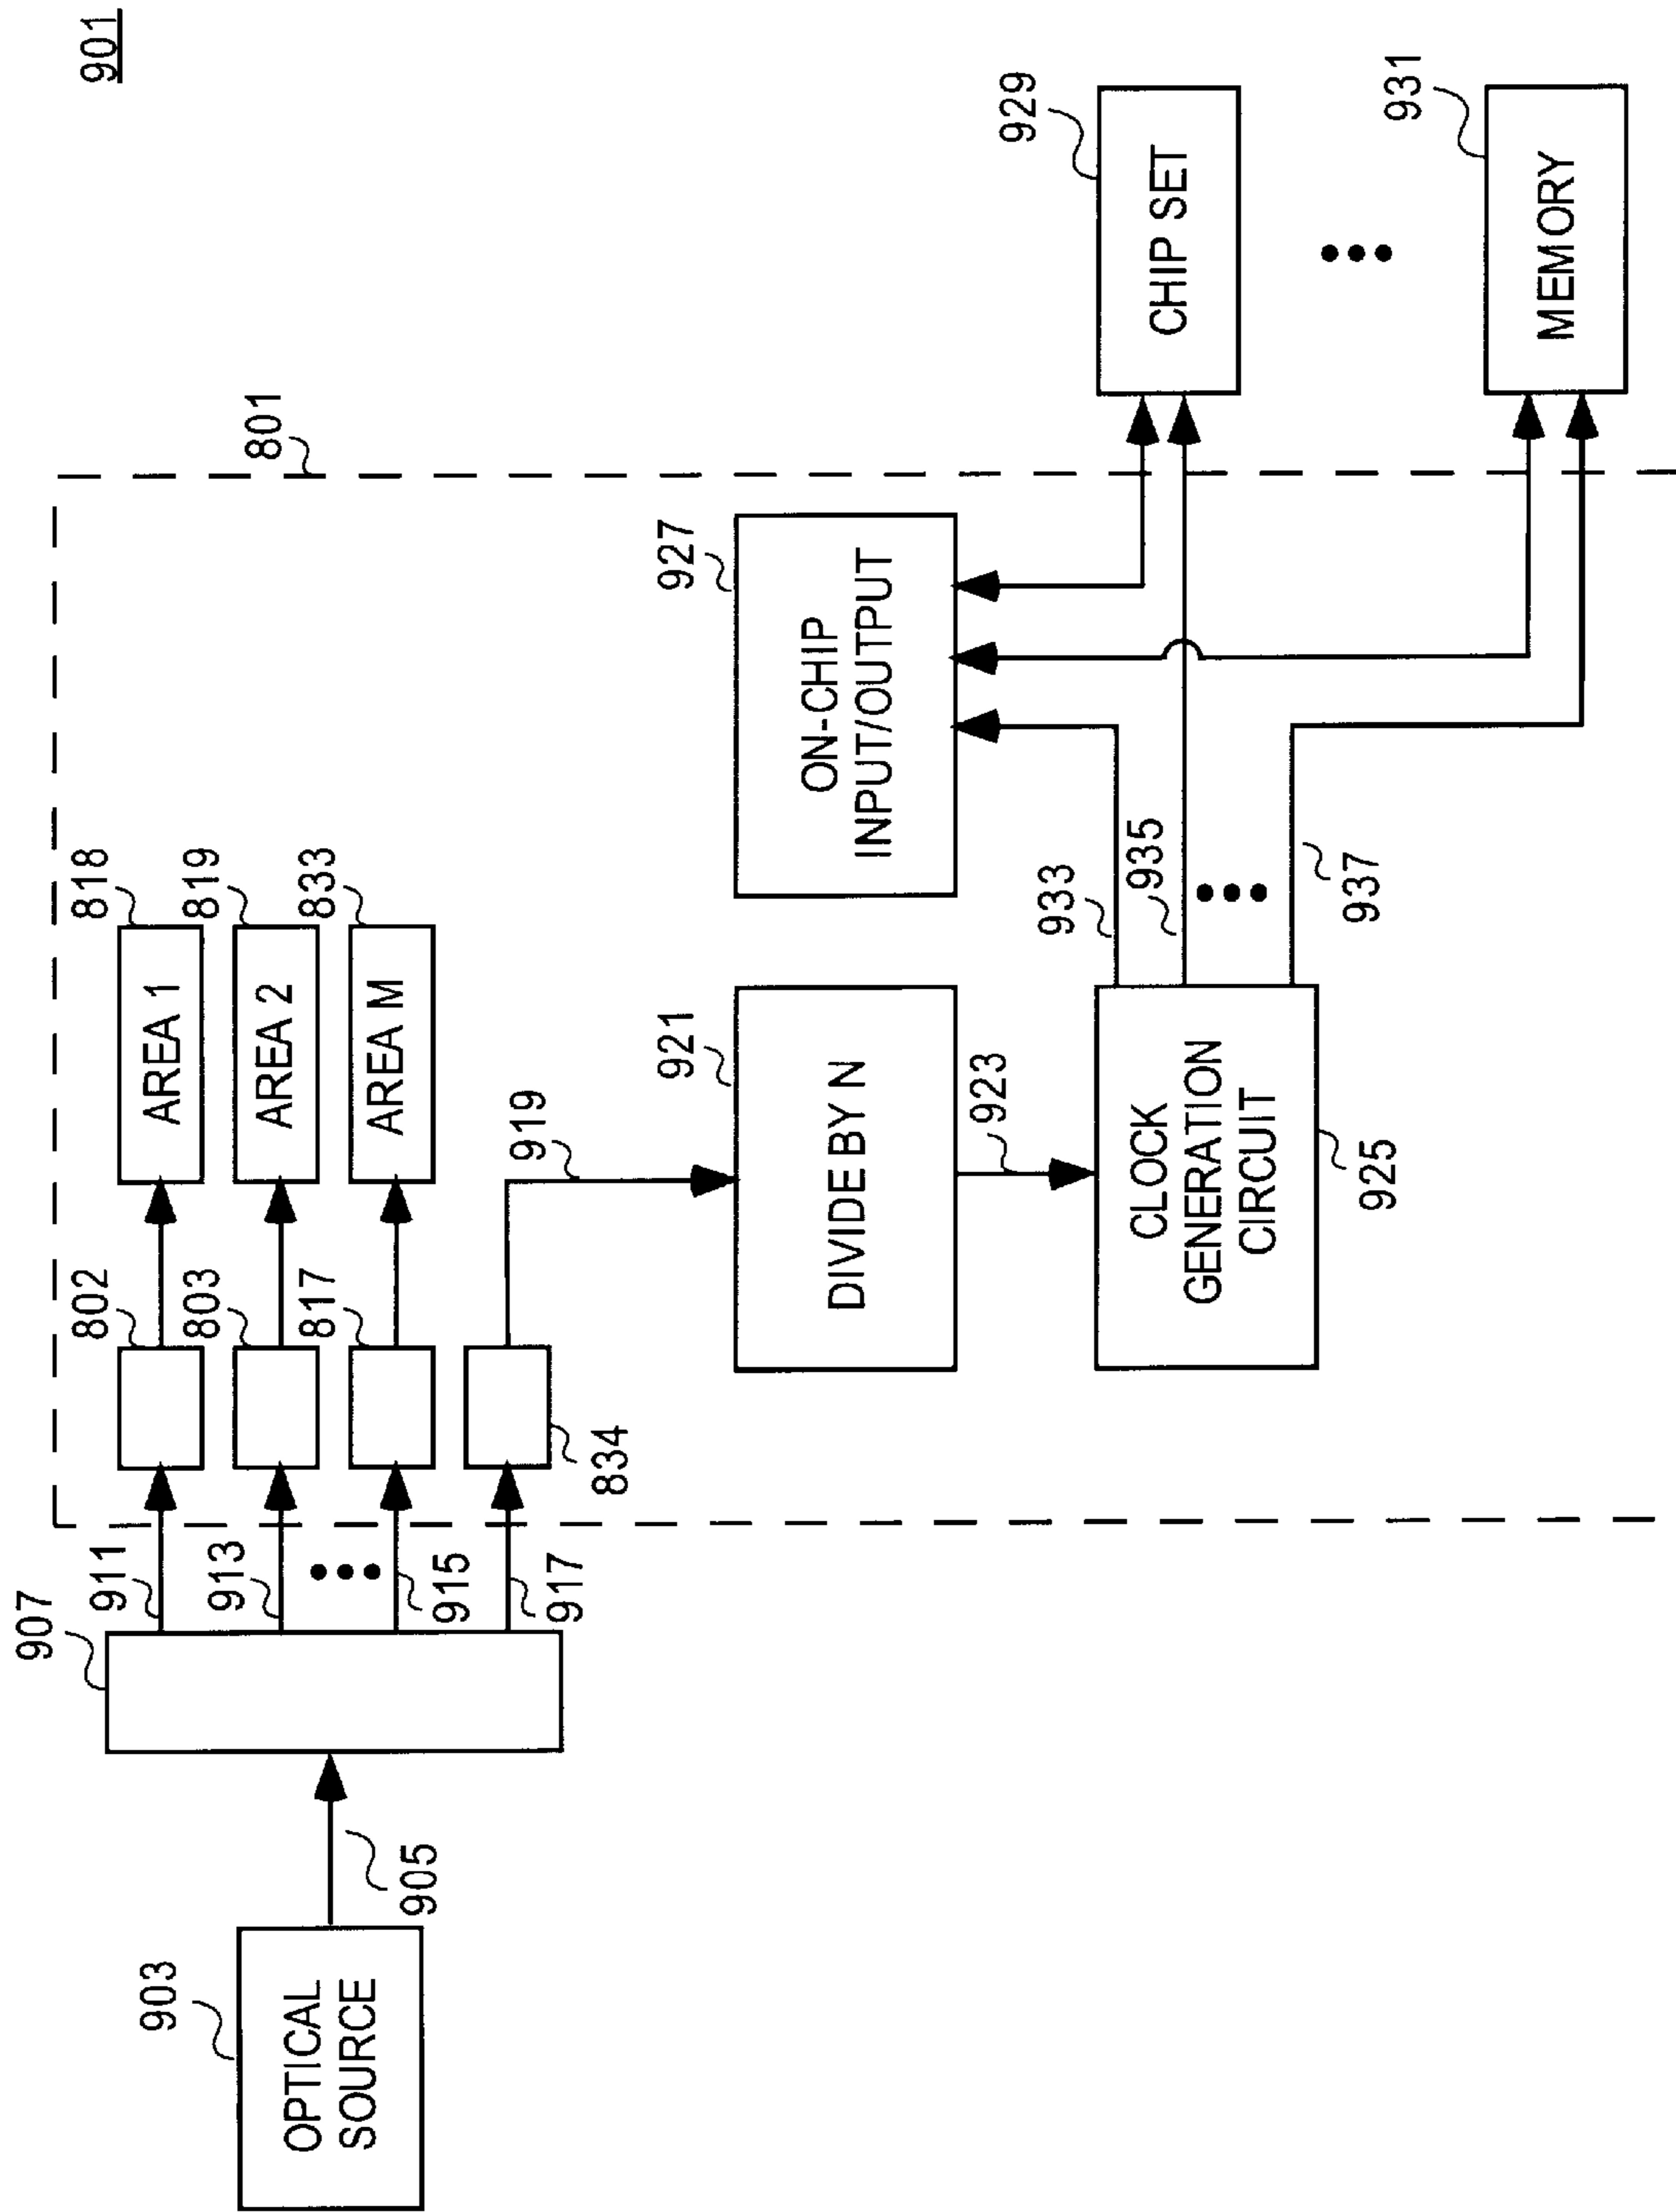 901
903
OPTICAL
SOURCE
905
907
911
913
915
917
802
803
817
834
818
AREA 1
819
AREA 2
833
AREA M
801
919
921
DIVIDE BY N
923
CLOCK
GENERATION
CIRCUIT
925
927
ON-CHIP
INPUT/OUTPUT
933
935
937
929
CHIP SET
931
MEMORY